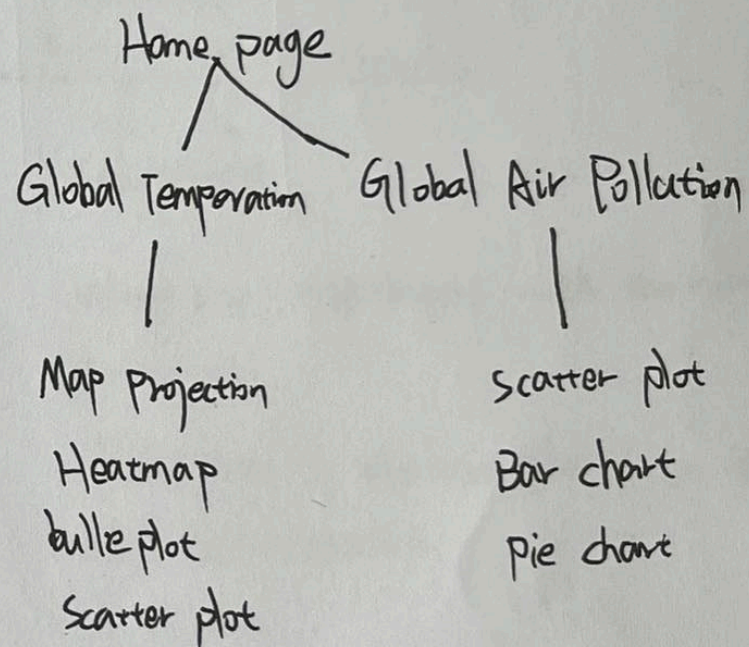 Home page
Global Temporation Global Air Pollution
Map Projection scatter plot
Heatmap Bar chart
bulle plot pie chart
scatter plot